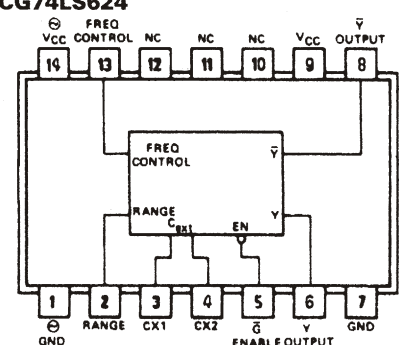 CG74LS624
⊖ FREQ Y̅
VCC CONTROL NC NC NC VCC OUTPUT
14 13 12 11 10 9 8
FREQ Y̅
CONTROL
RANGE Y
Cext EN
1 2 3 4 5 6 7
⊖ RANGE CX1 CX2 G̅ Y GND
GND ENABLE OUTPUT